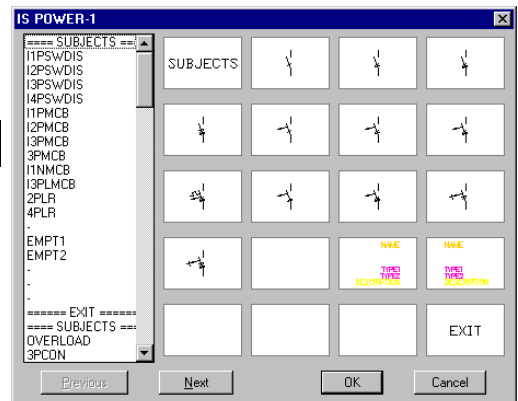 IS POWER-1
==== SUBJECTS ==
I1PSWDIS
I2PSWDIS
I3PSWDIS
I4PSWDIS
I1PMCB
I2PMCB
I3PMCB
3PMCB
I1NMCB
I3PLMCB
2PLR
4PLR
-
EMPT1
EMPT2
-
-
-
====== EXIT ======
==== SUBJECTS ===
OVERLOAD
3PCON
SUBJECTS
NAME
TYPE1
TYPE2
DESCRIPTION
NAME
TYPE1
TYPE2
DESCRIPTION
EXIT
Previous
Next
OK
Cancel